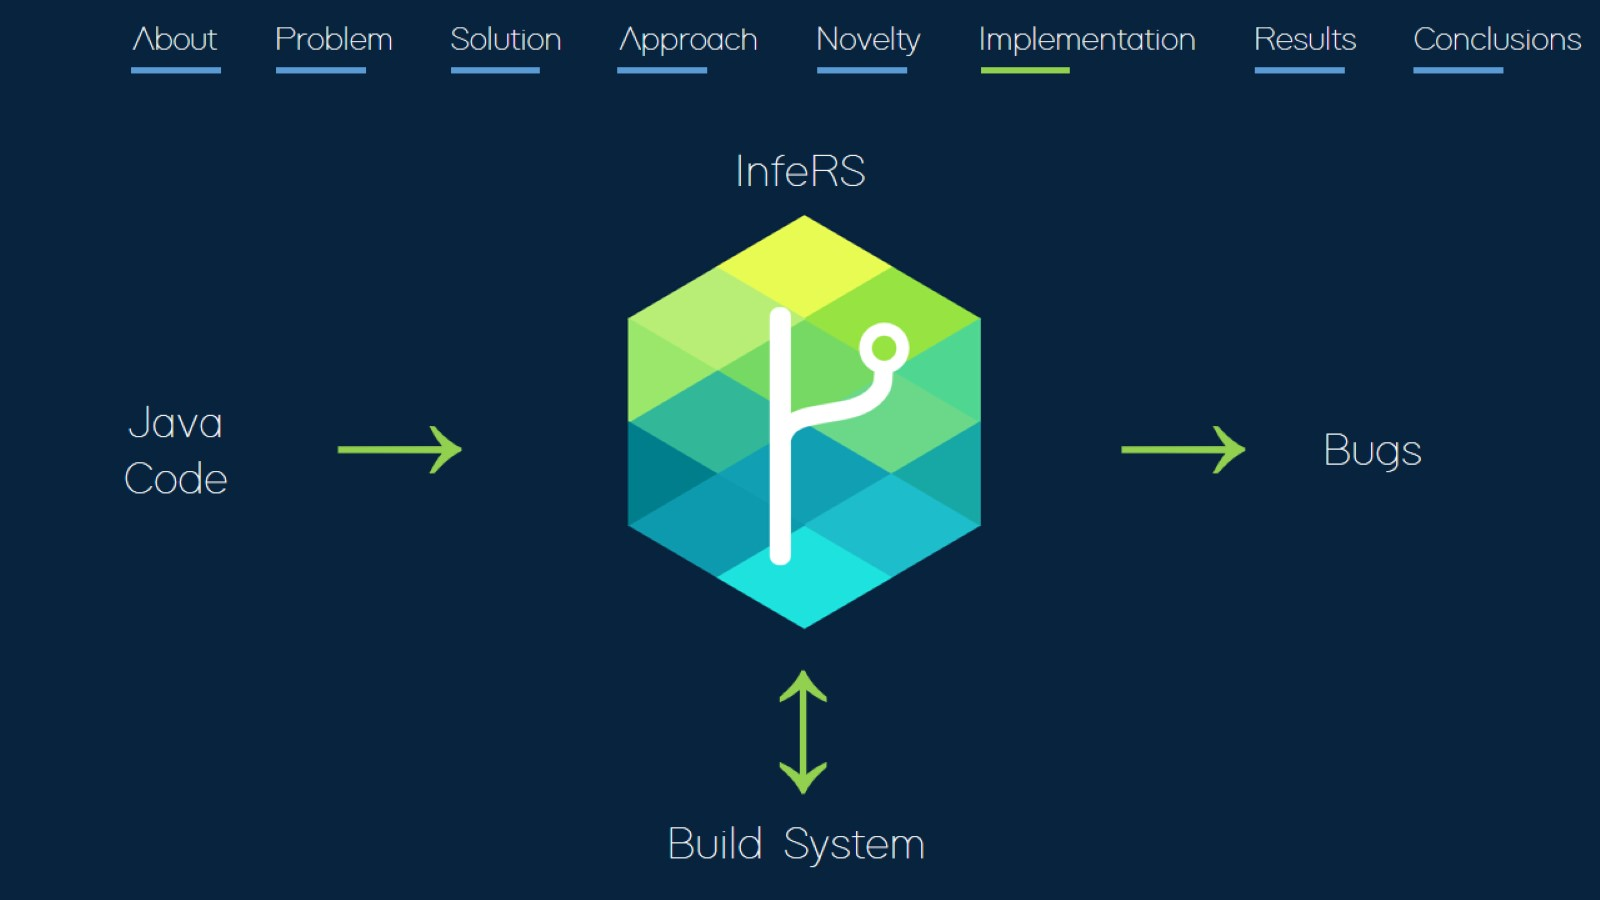 About Problem Solution Approach Novelty Implementation Results Conclusions
InfeRS
Java
Code
Bugs
Build System